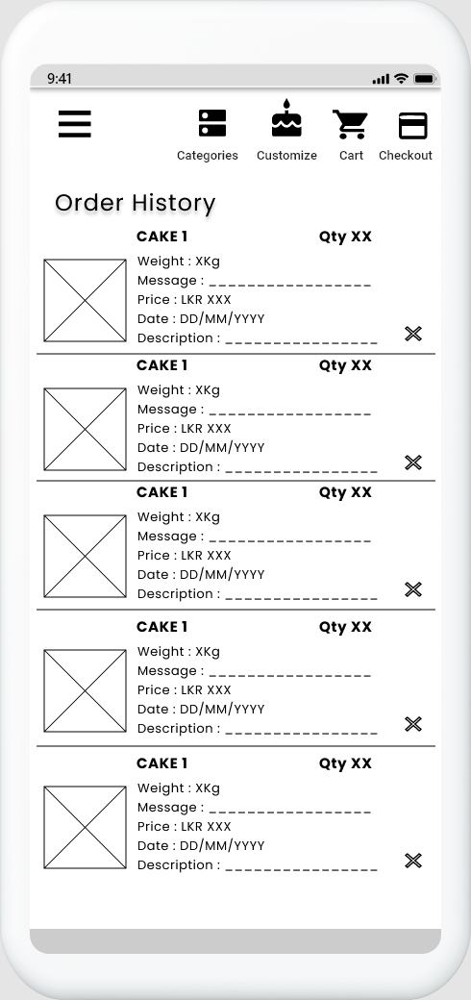 9:41
Categories Customize Cart Checkout
Order History
CAKE 1 Qty XX
Weight : XKg
Message : _________________
Price : LKR XXX
Date : DD/MM/YYYY
Description : ________________
CAKE 1 Qty XX
Weight : XKg
Message : _________________
Price : LKR XXX
Date : DD/MM/YYYY
Description : ________________
CAKE 1 Qty XX
Weight : XKg
Message : _________________
Price : LKR XXX
Date : DD/MM/YYYY
Description : ________________
CAKE 1 Qty XX
Weight : XKg
Message : _________________
Price : LKR XXX
Date : DD/MM/YYYY
Description : ________________
CAKE 1 Qty XX
Weight : XKg
Message : _________________
Price : LKR XXX
Date : DD/MM/YYYY
Description : ________________